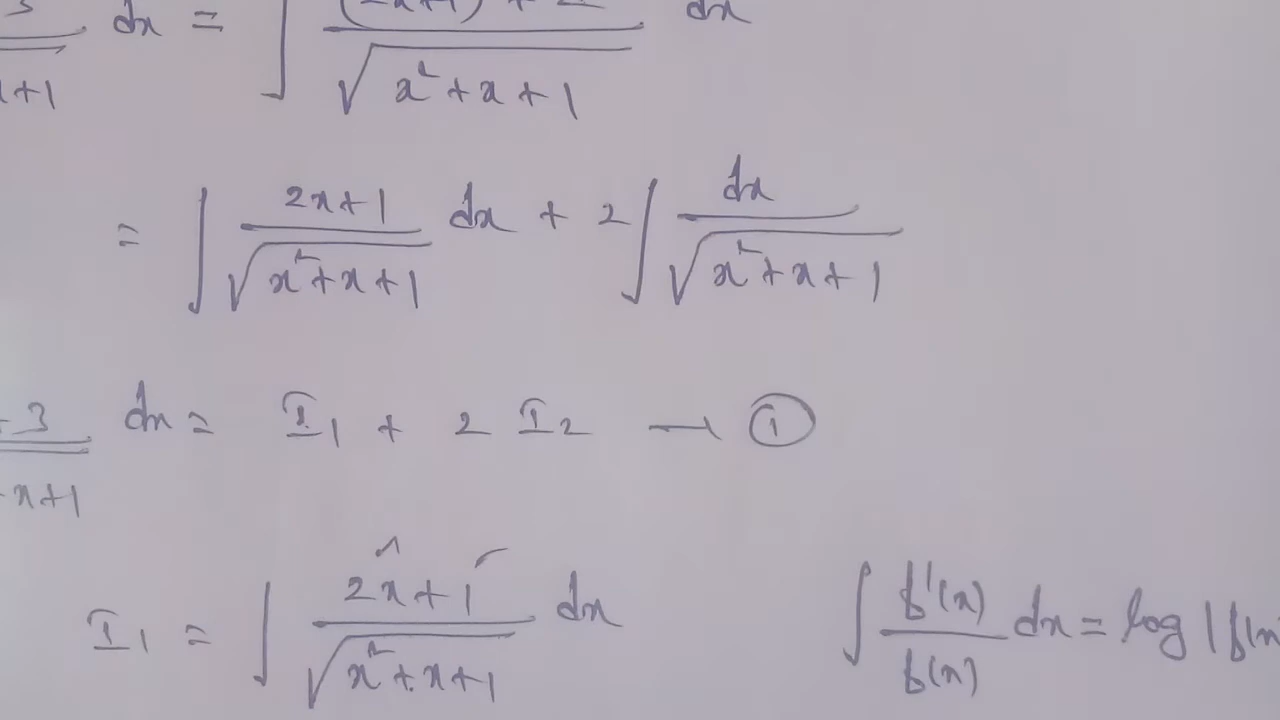 3/x+1 dx = ∫ (2x+1) + 2/√x²+x+1 dx
= ∫ 2x+1/√x²+x+1 dx + 2∫ dx/√x²+x+1
+3/+x+1 dx = I₁ + 2 I₂ — ①
I₁ = ∫ 2x+1/√x²+x+1 dx ∫ f'(x)/f(x) dx = log |f(x)